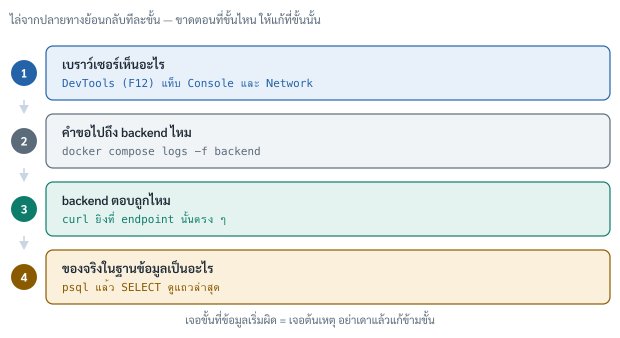 ไล่จากปลายทางย้อนกลับทีละขั้น — ขาดตอนที่ขั้นไหน ให้แก้ที่ขั้นนั้น
1
เบราว์เซอร์เห็นอะไร
DevTools (F12) แท็บ Console และ Network
2
คำขอไปถึง backend ไหม
docker compose logs -f backend
3
backend ตอบถูกไหม
curl ยิงที่ endpoint นั้นตรง ๆ
4
ของจริงในฐานข้อมูลเป็นอะไร
psql แล้ว SELECT ดูแถวล่าสุด
เจอขั้นที่ข้อมูลเริ่มผิด = เจอต้นเหตุ อย่าเดาแล้วแก้ข้ามขั้น